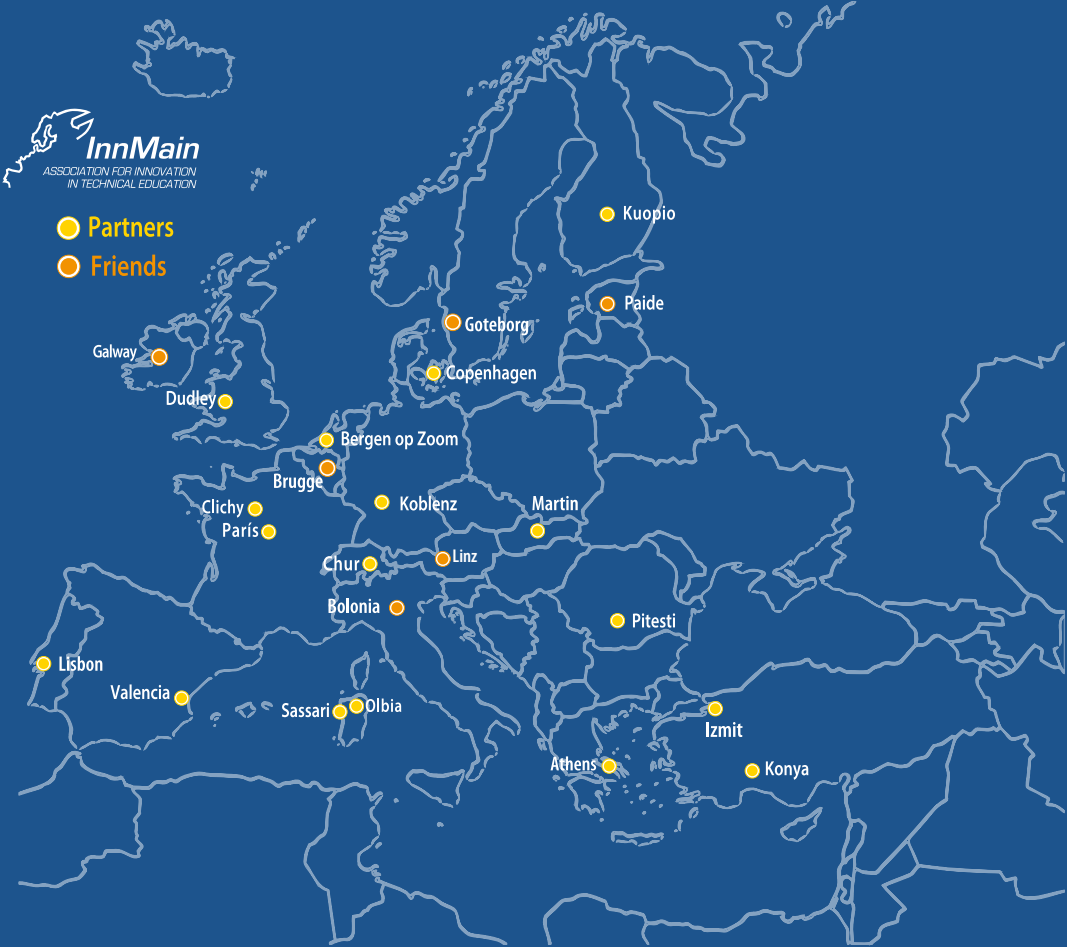 InnMain
ASSOCIATION FOR INNOVATION
IN TECHNICAL EDUCATION
Partners
Friends
Kuopio
Paide
Goteborg
Galway
Copenhagen
Dudley
Bergen op Zoom
Brugge
Clichy
Koblenz
Martin
París
Chur
Linz
Bolonia
Pitesti
Lisbon
Valencia
Sassari
Olbia
Izmit
Athens
Konya